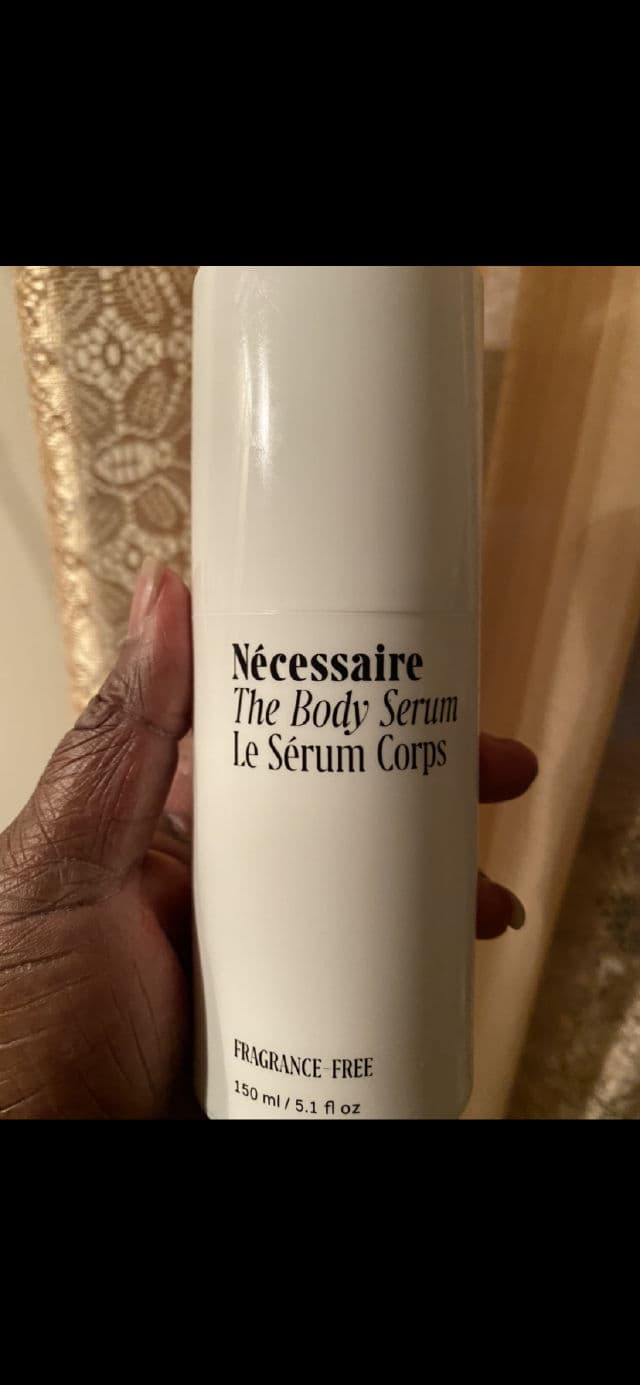 Nécessaire
The Body Serum
Le Sérum Corps
FRAGRANCE-FREE
150 ml / 5.1 fl oz